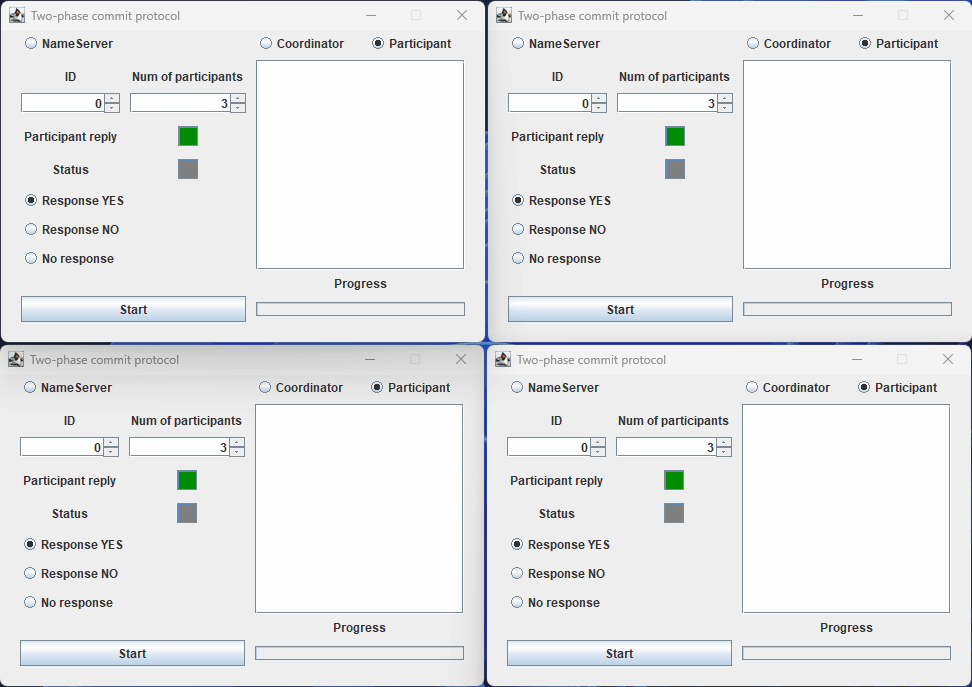 Two-phase commit protocol
NameServer Coordinator Participant
ID Num of participants
0 3
Participant reply
Status
Response YES
Response NO
No response
Progress
Start
Two-phase commit protocol
NameServer Coordinator Participant
ID Num of participants
0 3
Participant reply
Status
Response YES
Response NO
No response
Progress
Start
Two-phase commit protocol
NameServer Coordinator Participant
ID Num of participants
0 3
Participant reply
Status
Response YES
Response NO
No response
Progress
Start
Two-phase commit protocol
NameServer Coordinator Participant
ID Num of participants
0 3
Participant reply
Status
Response YES
Response NO
No response
Progress
Start